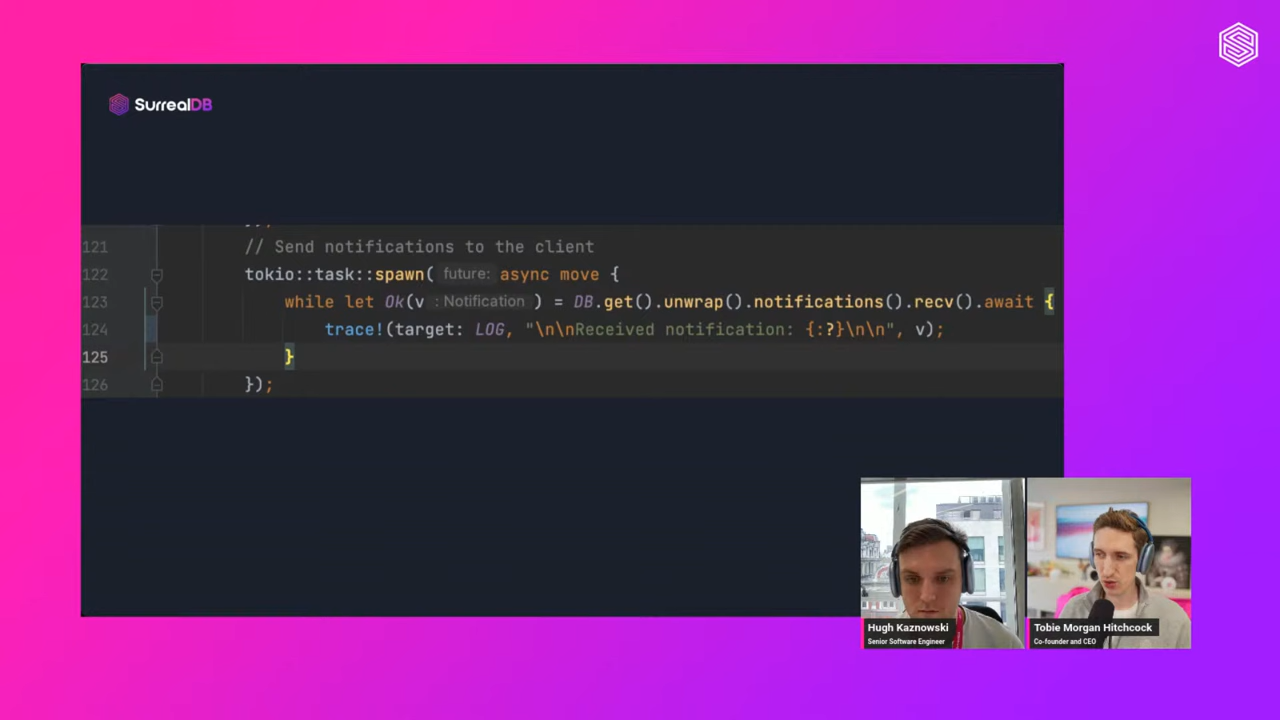 SurrealDB
121
// Send notifications to the client
122
tokio::task::spawn( future: async move {
123
while let Ok(v : Notification ) = DB.get().unwrap().notifications().recv().await {
124
trace!(target: LOG, "\n\nReceived notification: {:?}\n\n", v);
125
}
126
});
Hugh Kaznowski
Senior Software Engineer
Tobie Morgan Hitchcock
Co-founder and CEO